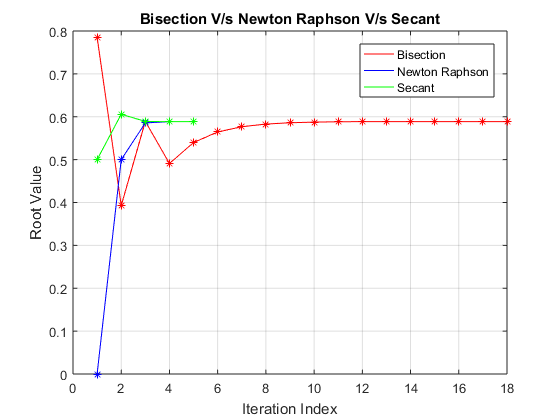 Bisection V/s Newton Raphson V/s Secant
Bisection
Newton Raphson
Secant
Root Value
0.8
0.7
0.6
0.5
0.4
0.3
0.2
0.1
0
0 2 4 6 8 10 12 14 16 18
Iteration Index